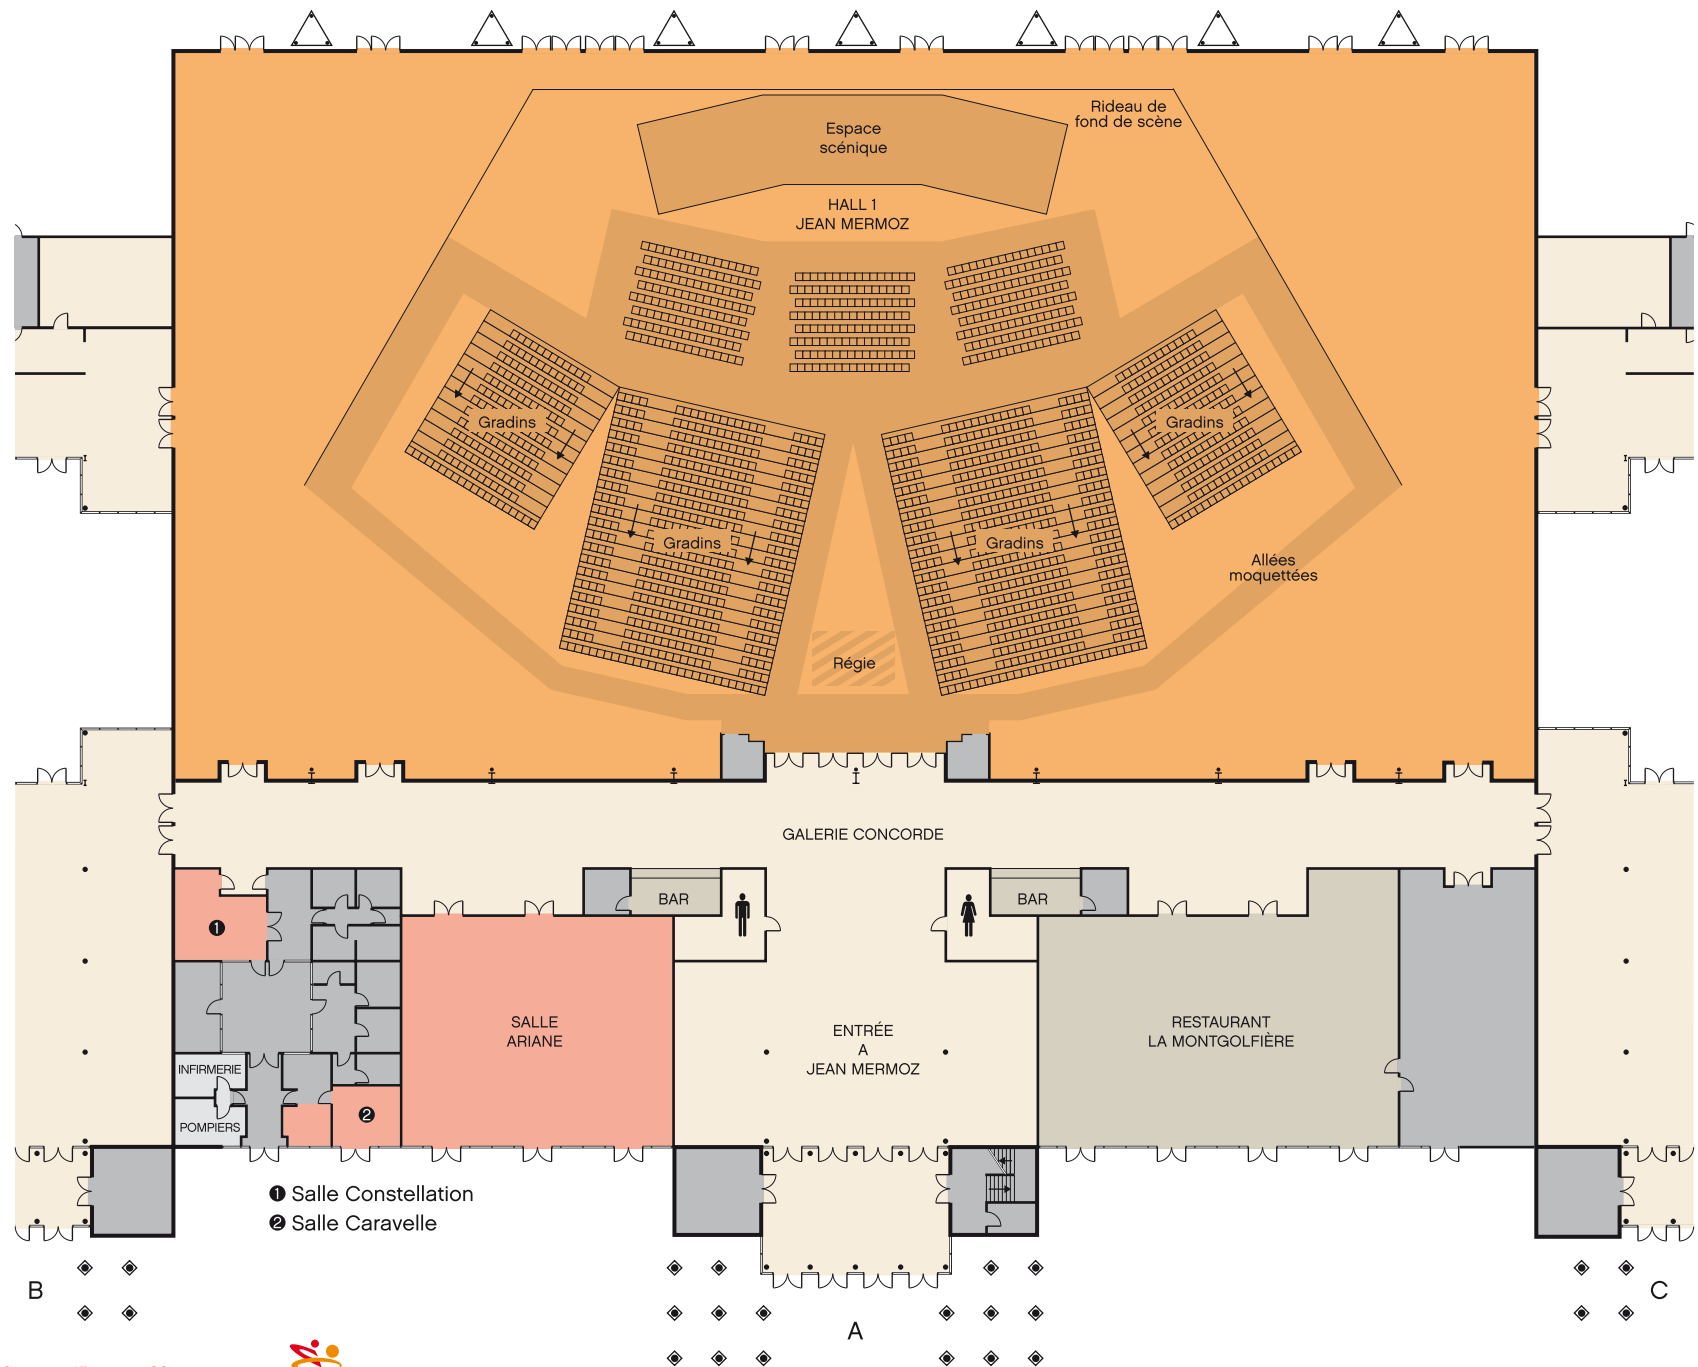 Rideau de
fond de scène
Espace
scénique
HALL 1
JEAN MERMOZ
Gradins
Gradins
Gradins
Gradins
Allées
moquettées
Régie
GALERIE CONCORDE
BAR
BAR
1
SALLE
ARIANE
ENTRÉE
A
JEAN MERMOZ
RESTAURANT
LA MONTGOLFIÈRE
INFIRMERIE
POMPIERS
2
1 Salle Constellation
2 Salle Caravelle
B
A
C